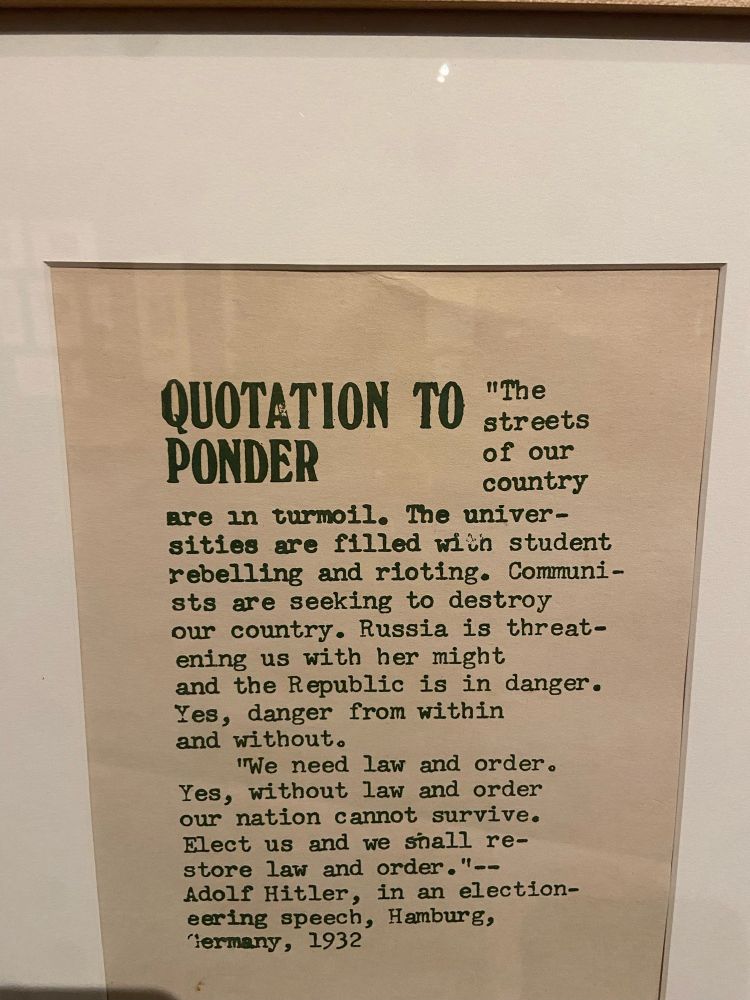 QUOTATION TO
PONDER
"The
streets
of our
country
are in turmoil. The univer-
sities are filled with student
rebelling and rioting. Communi-
sts are seeking to destroy
our country. Russia is threat-
ening us with her might
and the Republic is in danger.
Yes, danger from within
and without.
"We need law and order.
Yes, without law and order
our nation cannot survive.
Elect us and we shall re-
store law and order."--
Adolf Hitler, in an election-
eering speech, Hamburg,
Germany, 1932